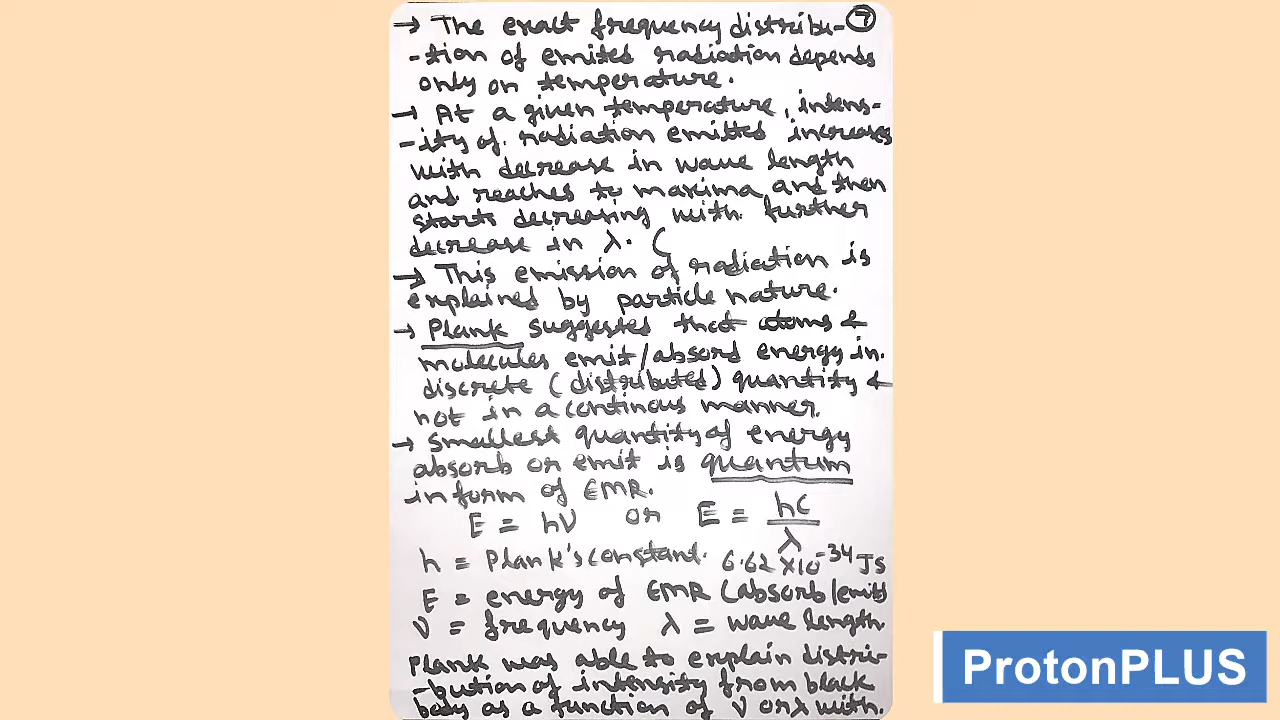 → The exact frequency distribu- 7
-tion of emited radiation depends
only on temperature.
→ At a given temperature, intens-
-ity of. radiation emitted increases
with decrease in wave length
and reaches to maxima and then
starts decreasing with further
decrease in λ. (
→ This emission of radiation is
explained by particle nature.
→ Plank suggested that atoms &
molecules emit/absord energy in.
discrete (distributed) quantity &
not in a continous manner.
→ Smallest quantity of energy
absorb or emit is quantum
in form of EMR.
E = hν or E = hc/λ
h = Plank's constant. 6.62 ×10⁻³⁴ Js
E = energy of EMR (absorb/emits
ν = frequency λ = wave length
Plank was able to explain distri-
-bution of intensity from black
body as a function of ν or λ with.
ProtonPLUS